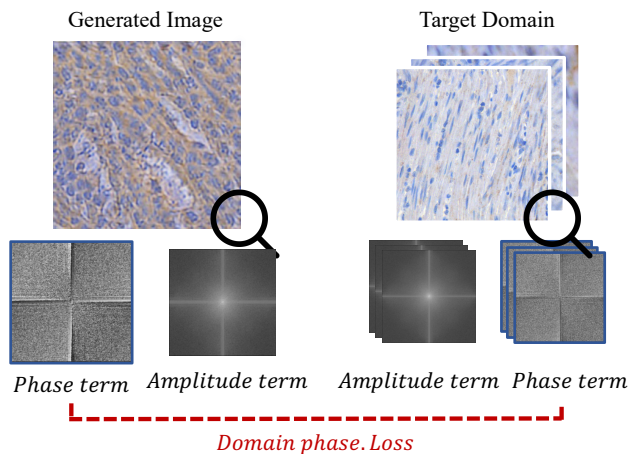 Generated Image
Target Domain
Phase term
Amplitude term
Amplitude term
Phase term
Domain phase. Loss